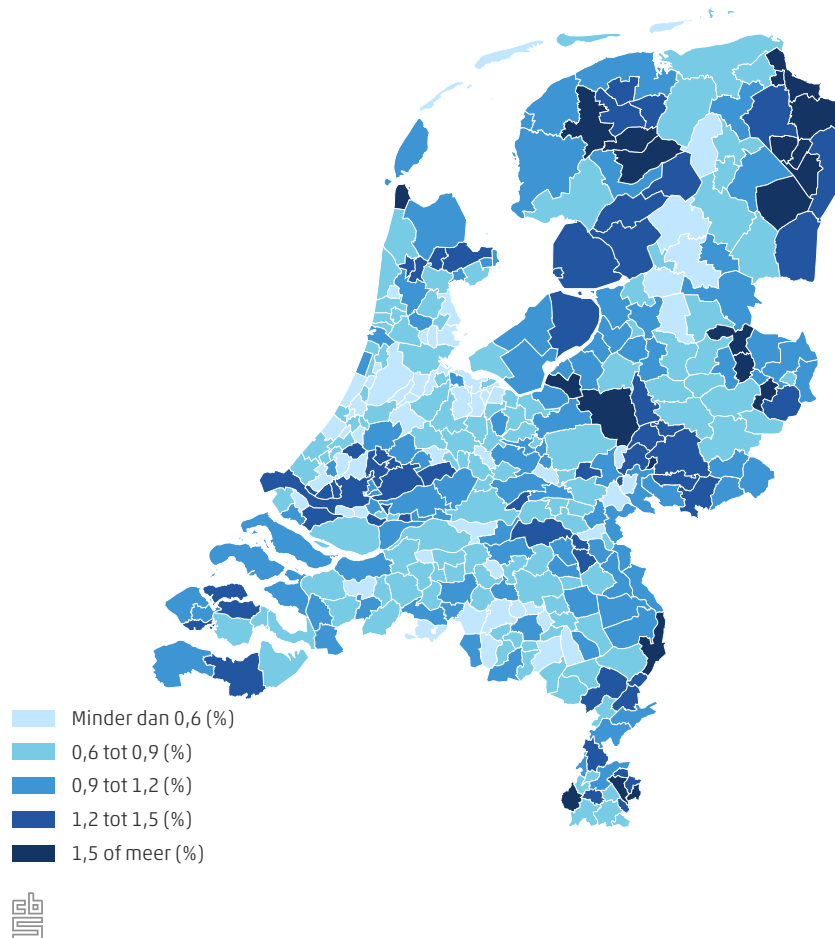 Minder dan 0,6 (%)
0,6 tot 0,9 (%)
0,9 tot 1,2 (%)
1,2 tot 1,5 (%)
1,5 of meer (%)
cbs